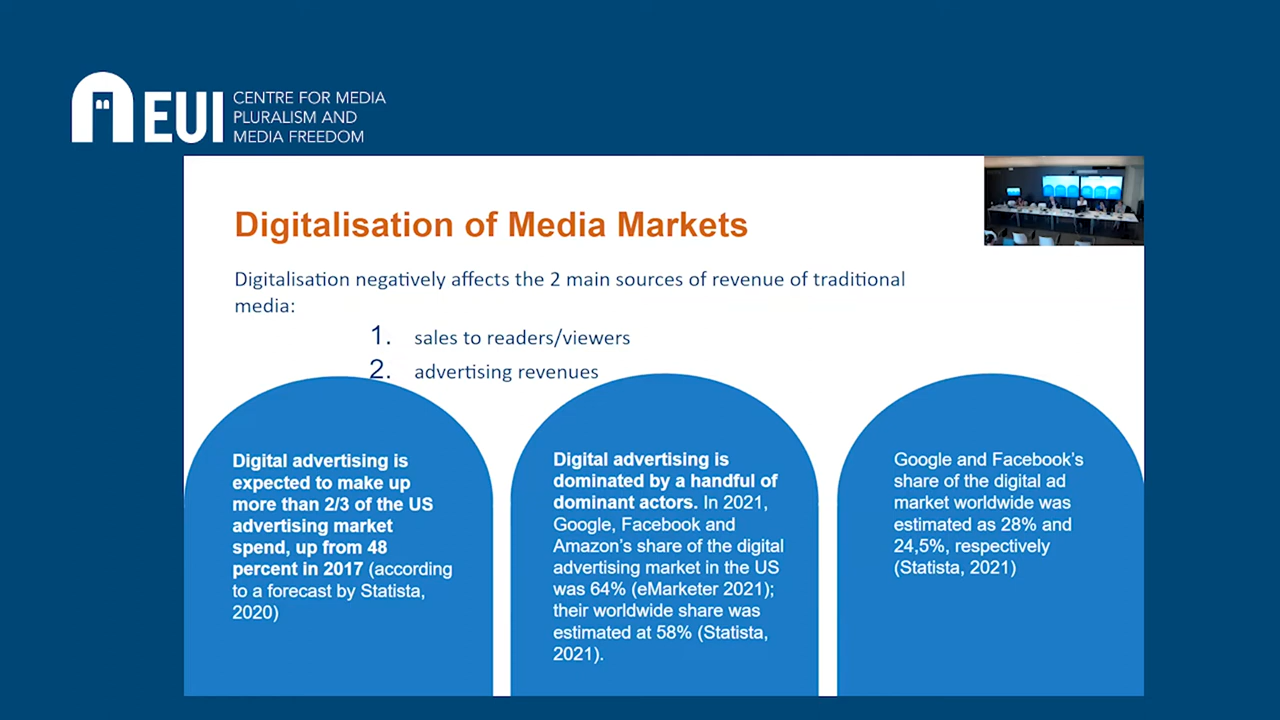 EUI
CENTRE FOR MEDIA
PLURALISM AND
MEDIA FREEDOM
Digitalisation of Media Markets
Digitalisation negatively affects the 2 main sources of revenue of traditional
media:
1. sales to readers/viewers
2. advertising revenues
Digital advertising is
expected to make up
more than 2/3 of the US
advertising market
spend, up from 48
percent in 2017 (according
to a forecast by Statista,
2020)
Digital advertising is
dominated by a handful of
dominant actors. In 2021,
Google, Facebook and
Amazon's share of the digital
advertising market in the US
was 64% (eMarketer 2021);
their worldwide share was
estimated at 58% (Statista,
2021).
Google and Facebook's
share of the digital ad
market worldwide was
estimated as 28% and
24,5%, respectively
(Statista, 2021)